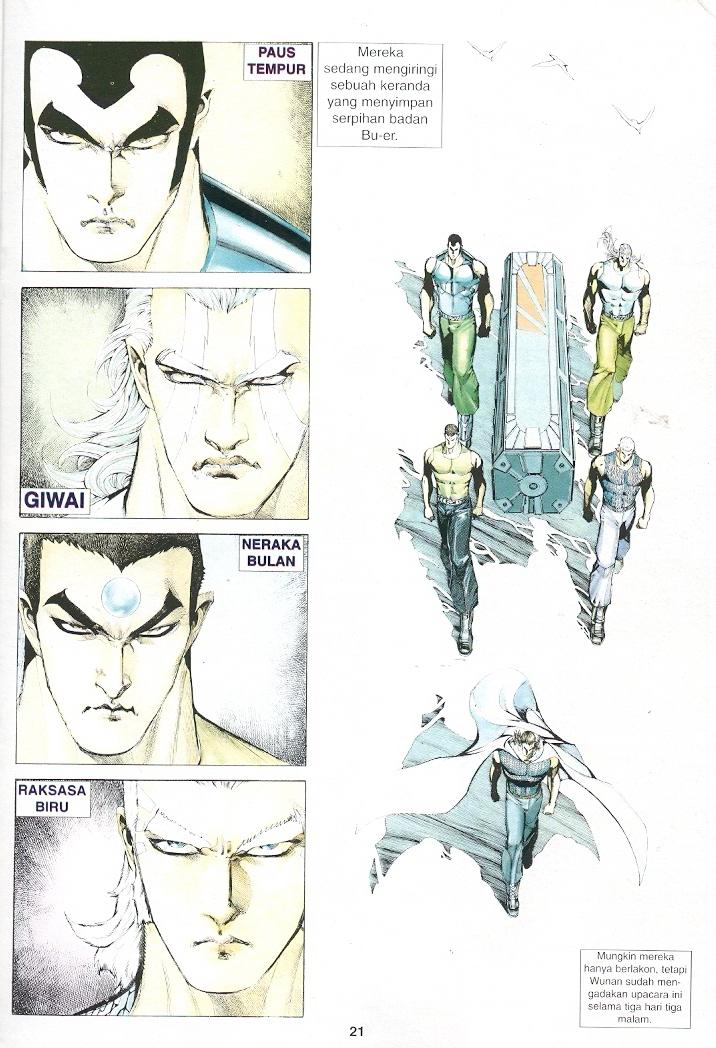 PAUS
TEMPUR
Mereka
sedang mengiringi
sebuah keranda
yang menyimpan
serpihan badan
Bu-er.
GIWAI
NERAKA
BULAN
RAKSASA
BIRU
Mungkin mereka
hanya berlakon, tetapi
Wunan sudah men-
gadakan upacara ini
selama tiga hari tiga
malam.
21